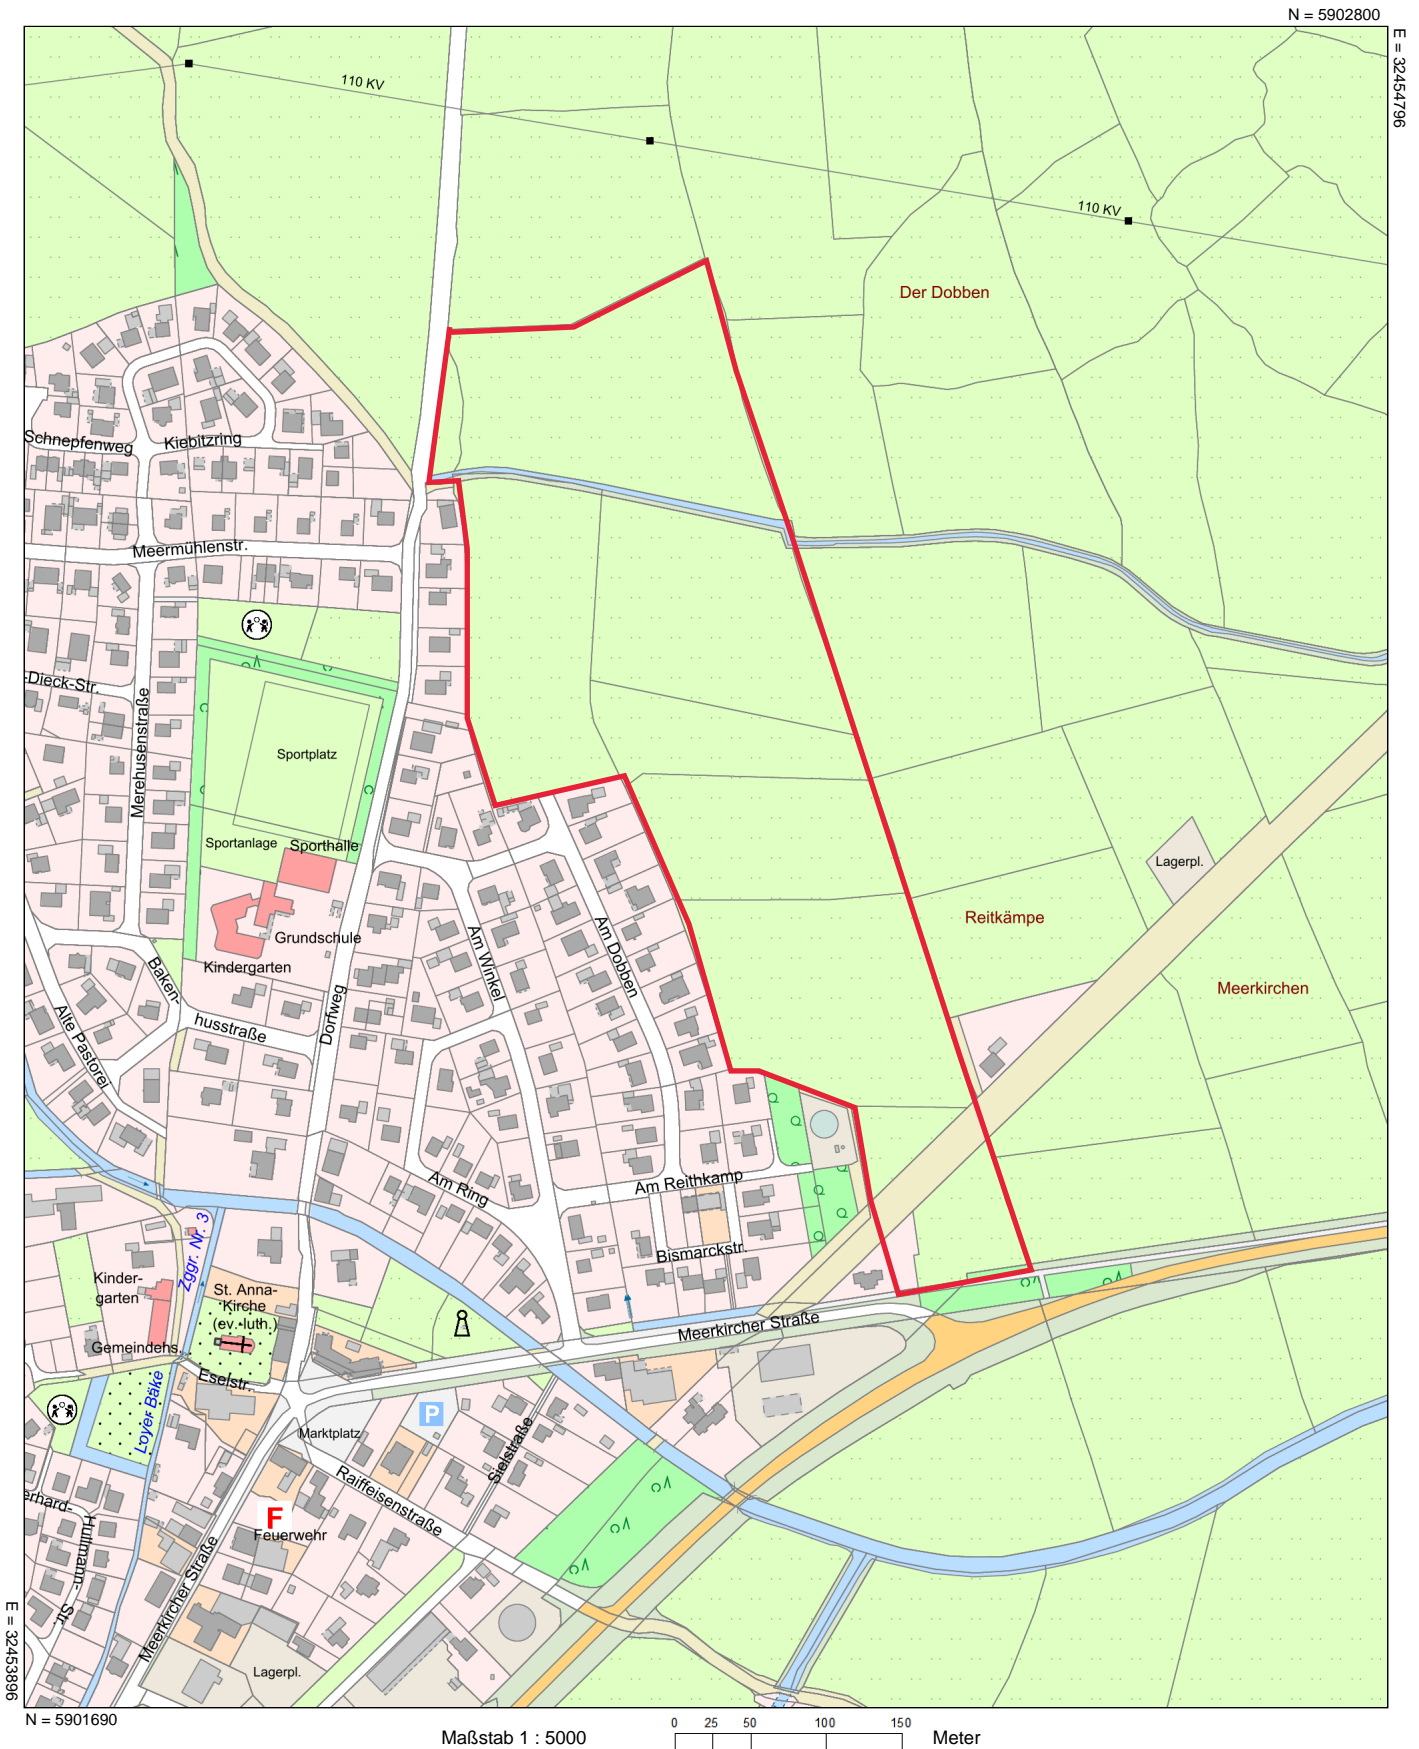 N = 5902800
E = 32454796
110 KV
110 KV
Der Dobben
Schnepfenweg
Kiebitzring
Meermühlenstr.
-Dieck-Str.
Merehusenstraße
Sportplatz
Sportanlage
Sporthalle
Lagerpl.
Reitkämpe
Grundschule
Kindergarten
Am Winkel
Am Dobben
Meerkirchen
Baken-
husstraße
Dorfweg
Alte Pastorei
Am Ring
Am Reithkamp
Zggr. Nr. 3
Bismarckstr.
Kinder-
garten
St. Anna-
Kirche
(ev.-luth.)
Gemeindehs.
Meerkircher Straße
Eselstr.
Loyer Bäke
P
Marktplatz
Sielstraße
Raiffeisenstraße
erhard-
Hullmann-
Str.
F
Feuerwehr
Meerkircher Straße
Lagerpl.
E = 32453896
N = 5901690
Maßstab 1 : 5000
0 25 50 100 150
Meter